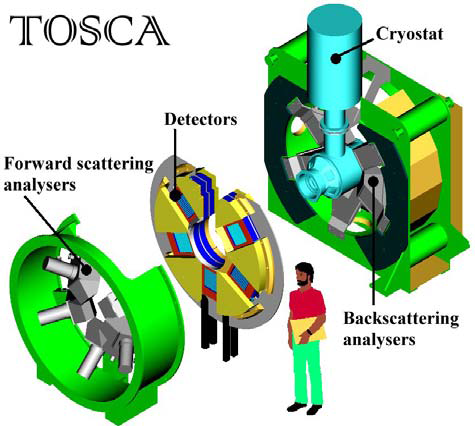 TOSCA
Cryostat
Detectors
Forward scattering
analysers
Backscattering
analysers